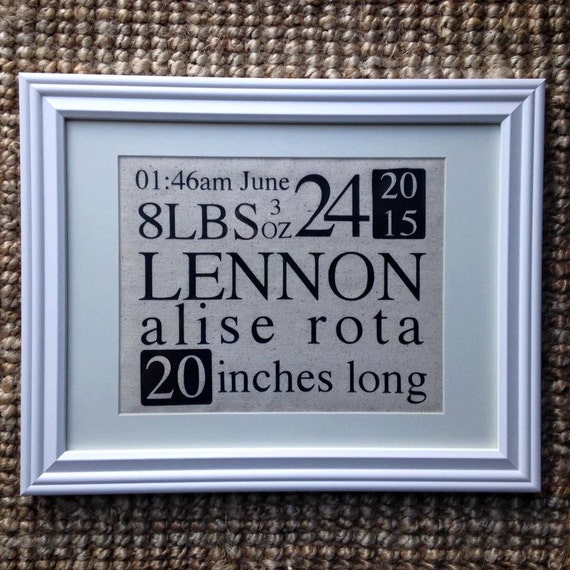 01:46am June 24 20 15
8LBS 3 oz
LENNON
alise rota
20 inches long